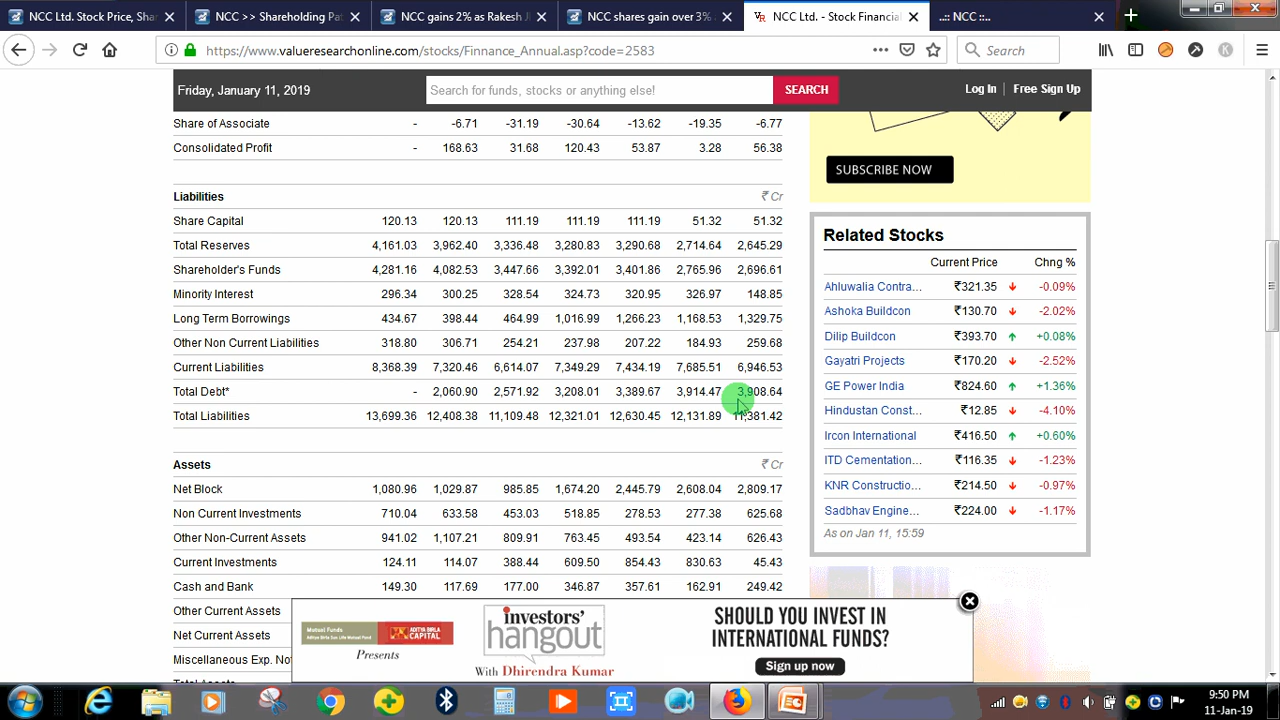 NCC Ltd. Stock Price, Shar
NCC >> Shareholding Pat
NCC gains 2% as Rakesh J
NCC shares gain over 3%
VR NCC Ltd. - Stock Financial
..:: NCC ::..
https://www.valueresearchonline.com/stocks/Finnance_Annual.asp?code=2583
Search
Friday, January 11, 2019
Search for funds, stocks or anything else!
SEARCH
Log In
Free Sign Up
Share of Associate - -6.71 -31.19 -30.64 -13.62 -19.35 -6.77
Consolidated Profit - 168.63 31.68 120.43 53.87 3.28 56.38
Liabilities ₹ Cr
Share Capital 120.13 120.13 111.19 111.19 111.19 51.32 51.32
Total Reserves 4,161.03 3,962.40 3,336.48 3,280.83 3,290.68 2,714.64 2,645.29
Shareholder's Funds 4,281.16 4,082.53 3,447.66 3,392.01 3,401.86 2,765.96 2,696.61
Minority Interest 296.34 300.25 328.54 324.73 320.95 326.97 148.85
Long Term Borrowings 434.67 398.44 464.99 1,016.99 1,266.23 1,168.53 1,329.75
Other Non Current Liabilities 318.80 306.71 254.21 237.98 207.22 184.93 259.68
Current Liabilities 8,368.39 7,320.46 6,614.07 7,349.29 7,434.19 7,685.51 6,946.53
Total Debt* - 2,060.90 2,571.92 3,208.01 3,389.67 3,914.47 3,908.64
Total Liabilities 13,699.36 12,408.38 11,109.48 12,321.01 12,630.45 12,131.89 11,381.42
Assets ₹ Cr
Net Block 1,080.96 1,029.87 985.85 1,674.20 2,445.79 2,608.04 2,809.17
Non Current Investments 710.04 633.58 453.03 518.85 278.53 277.38 625.68
Other Non-Current Assets 941.02 1,107.21 809.91 763.45 493.54 423.14 626.43
Current Investments 124.11 114.07 388.44 609.50 854.43 830.63 45.43
Cash and Bank 149.30 117.69 177.00 346.87 357.61 162.91 249.42
Other Current Assets
Net Current Assets
Miscellaneous Exp. No
SUBSCRIBE NOW
Related Stocks
Current Price Chng %
Ahluwalia Contra... ₹321.35 -0.09%
Ashoka Buildcon ₹130.70 -2.02%
Dilip Buildcon ₹393.70 +0.08%
Gayatri Projects ₹170.20 -2.52%
GE Power India ₹824.60 +1.36%
Hindustan Const... ₹12.85 -4.10%
Ircon International ₹416.50 +0.60%
ITD Cementation... ₹116.35 -1.23%
KNR Constructio... ₹214.50 -0.97%
Sadbhav Engine... ₹224.00 -1.17%
As on Jan 11, 15:59
Mutual Funds
Aditya Birla Sun Life Mutual Fund
ADITYA BIRLA
CAPITAL
Presents
investors'
hangout
With Dhirendra Kumar
SHOULD YOU INVEST IN
INTERNATIONAL FUNDS?
Sign up now
9:50 PM
11-Jan-19